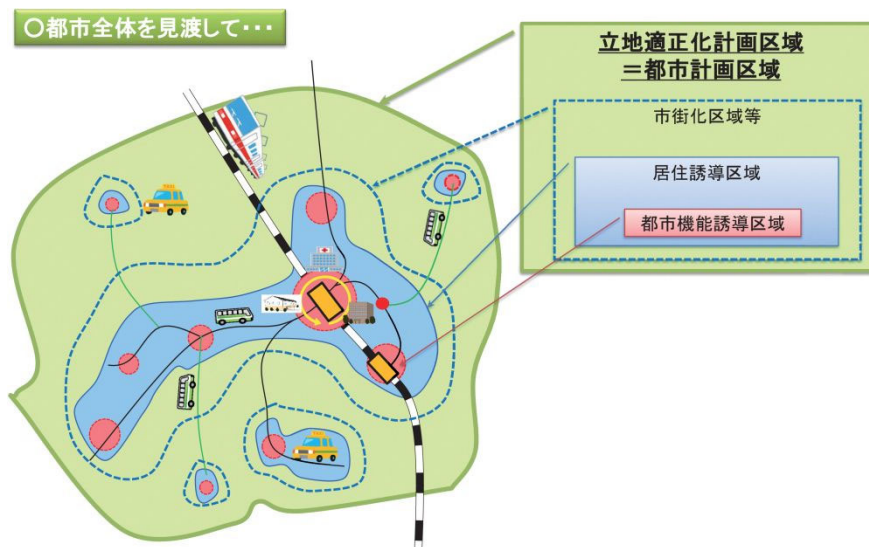 〇都市全体を見渡して・・・
立地適正化計画区域
＝都市計画区域
市街化区域等
居住誘導区域
都市機能誘導区域